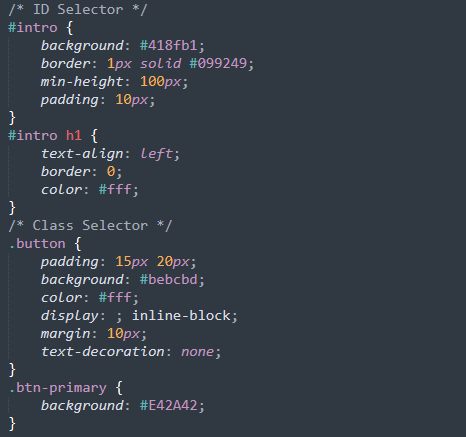 /* ID Selector */
#intro {
    background: #418fb1;
    border: 1px solid #099249;
    min-height: 100px;
    padding: 10px;
}
#intro h1 {
    text-align: left;
    border: 0;
    color: #fff;
}
/* Class Selector */
.button {
    padding: 15px 20px;
    background: #bebcbd;
    color: #fff;
    display: ; inline-block;
    margin: 10px;
    text-decoration: none;
}
.btn-primary {
    background: #E42A42;
}